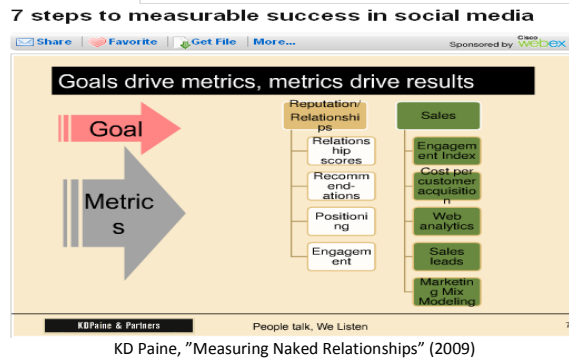 7 steps to measurable success in social media
Share
Favorite
Get File
More...
Sponsored by
Cisco
webex
Goals drive metrics, metrics drive results
Goal
Metric
s
Reputation/
Relationshi
ps
Relations
hip
scores
Recomm
end-
ations
Positioni
ng
Engagem
ent
Sales
Engagem
ent Index
Cost per
customer
acquisitio
n
Web
analytics
Sales
leads
Marketin
g Mix
Modeling
KDPaine & Partners
People talk, We Listen
7
KD Paine, ”Measuring Naked Relationships” (2009)